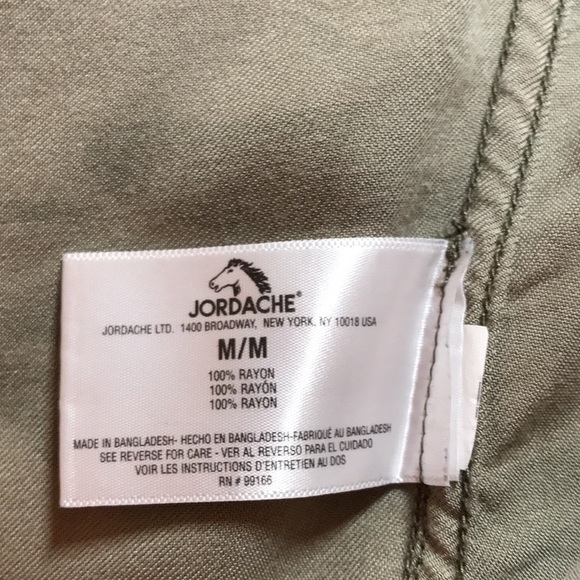 JORDACHE®
JORDACHE LTD. 1400 BROADWAY, NEW YORK, NY 10018 USA
M/M
100% RAYON
100% RAYÓN
100% RAYON
MADE IN BANGLADESH- HECHO EN BANGLADESH-FABRIQUÉ AU BANGLADESH
SEE REVERSE FOR CARE - VER AL REVERSO PARA EL CUIDADO
VOIR LES INSTRUCTIONS D'ENTRETIEN AU DOS
RN # 99166